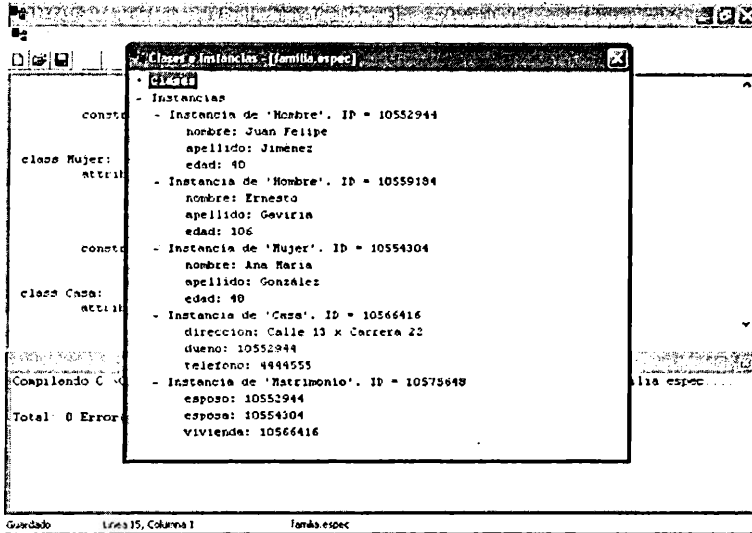 Clases e Instancias - [familia.espec]
+ Clases
- Instancias
- Instancia de 'Hombre'. ID = 10552944
nombre: Juan Felipe
apellido: Jiménez
edad: 40
- Instancia de 'Hombre'. ID = 10559184
nombre: Ernesto
apellido: Gaviria
edad: 106
- Instancia de 'Mujer'. ID = 10554304
nombre: Ana Maria
apellido: González
edad: 40
- Instancia de 'Casa'. ID = 10566416
direccion: Calle 13 x Carrera 22
dueno: 10552944
telefono: 4444555
- Instancia de 'Matrimonio'. ID = 10575648
esposo: 10552944
esposa: 10554304
vivienda: 10566416
constr
class Mujer:
attrib
constr
class Casa:
attrib
Compilando C
lia espec....
Total: 0 Error
Guardado Linea 15, Columna 1 familia.espec